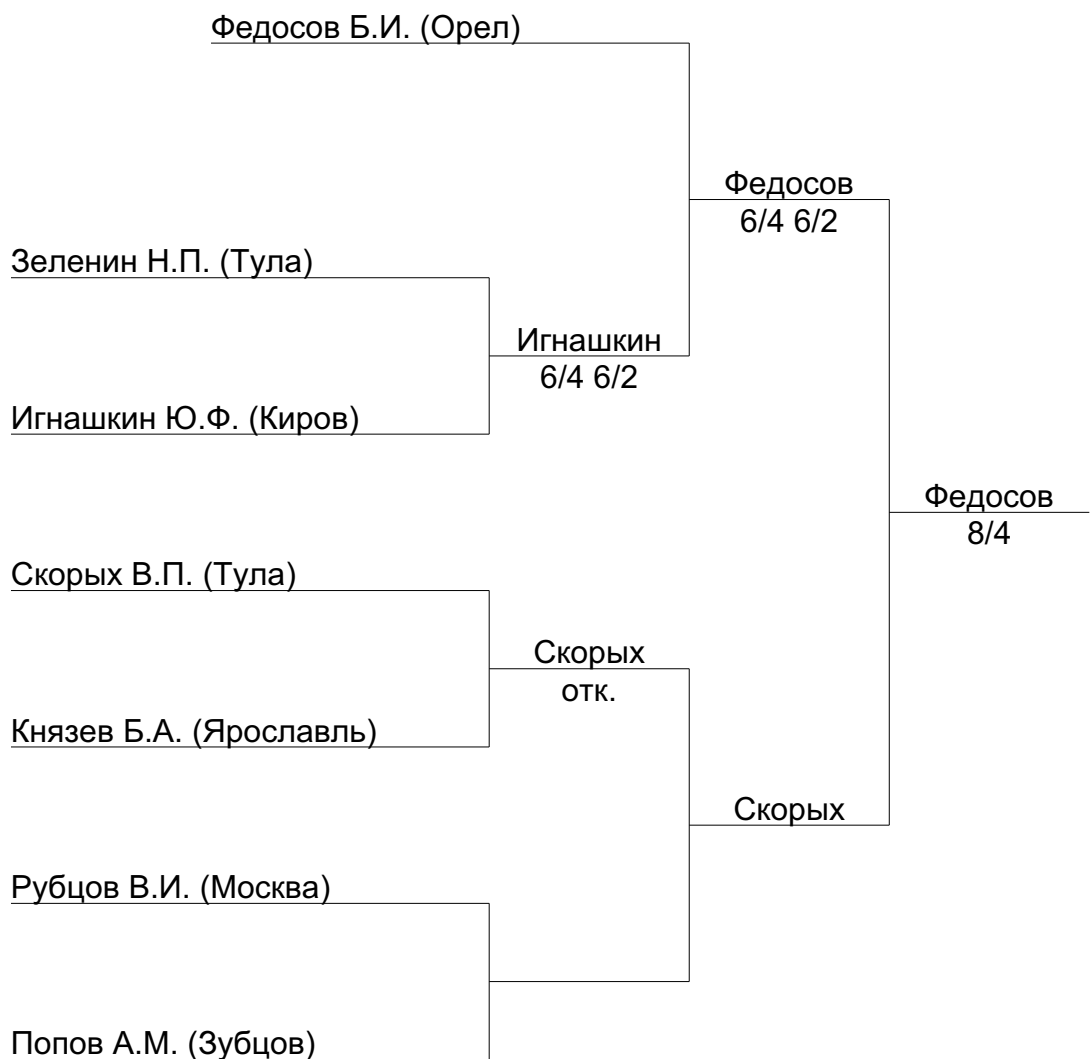 Федосов Б.И. (Орел)
Федосов
6/4 6/2
Зеленин Н.П. (Тула)
Игнашкин
6/4 6/2
Игнашкин Ю.Ф. (Киров)
Федосов
8/4
Скорых В.П. (Тула)
Скорых
отк.
Князев Б.А. (Ярославль)
Скорых
Рубцов В.И. (Москва)
Попов А.М. (Зубцов)